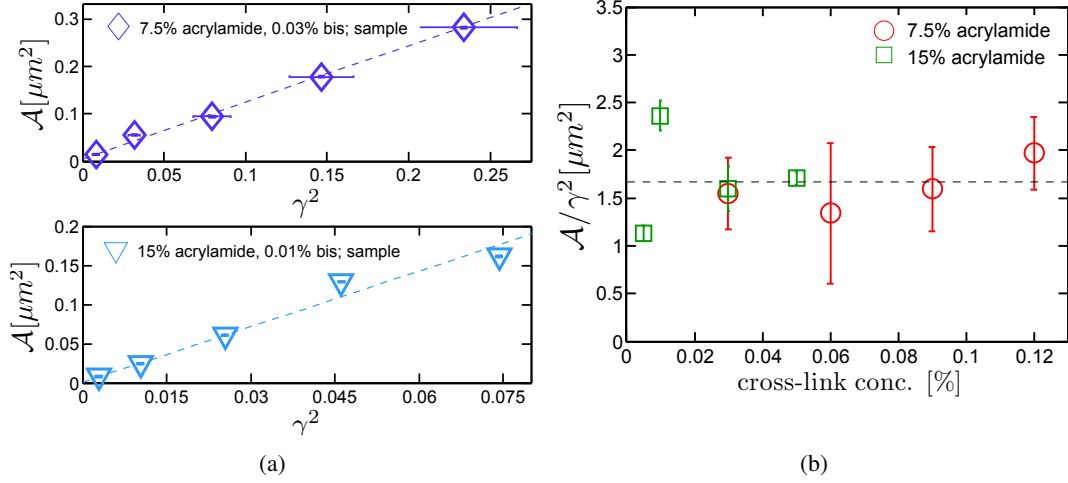 0.3
0.2
0.1
0
𝒜[μm²]
7.5% acrylamide, 0.03% bis; sample
0.05 0.1 0.15 0.2 0.25
γ²
0.2
0.15
0.1
0.05
0
𝒜[μm²]
15% acrylamide, 0.01% bis; sample
0.015 0.03 0.045 0.06 0.075
γ²
(a)
3.5
3
2.5
2
1.5
1
0.5
0
𝒜/γ² [μm²]
7.5% acrylamide
15% acrylamide
0 0.02 0.04 0.06 0.08 0.1 0.12
cross-link conc. [%]
(b)